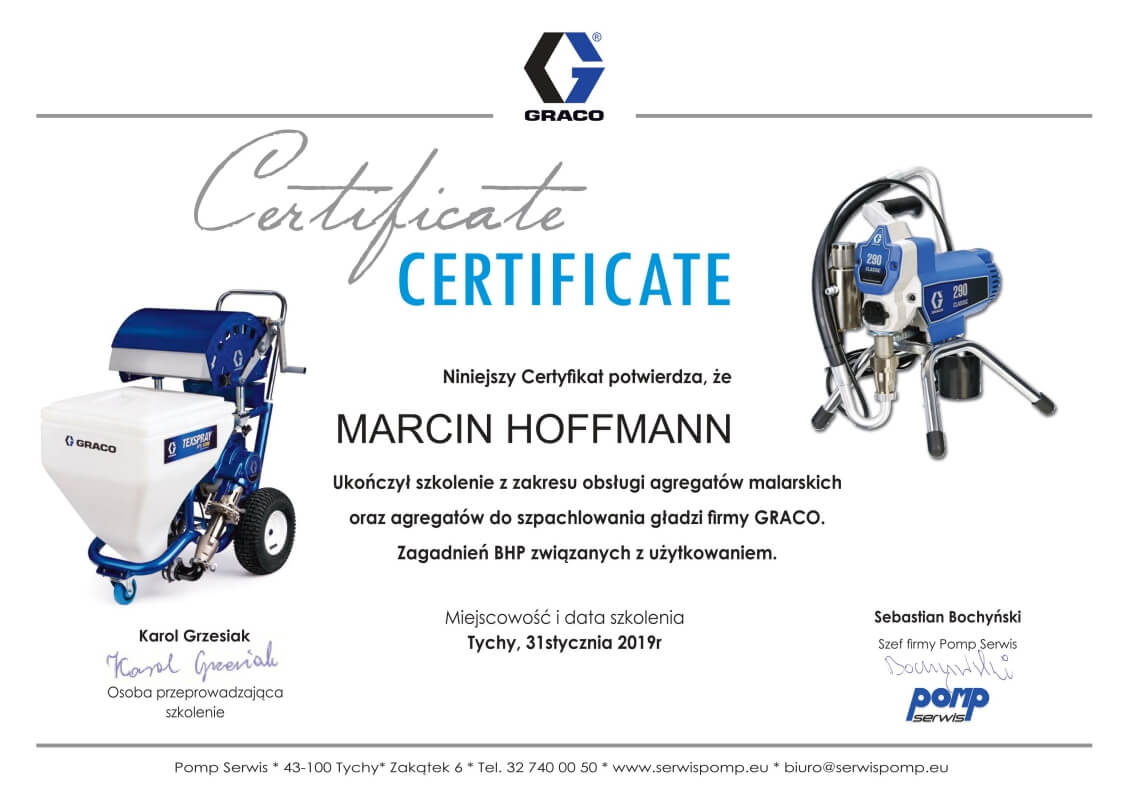 ®
GRACO
Certificate
CERTIFICATE
290
CLASSIC
290
CLASSIC
GRACO
TEXSPRAY
Niniejszy Certyfikat potwierdza, że
MARCIN HOFFMANN
Ukończył szkolenie z zakresu obsługi agregatów malarskich
oraz agregatów do szpachlowania gładzi firmy GRACO.
Zagadnień BHP związanych z użytkowaniem.
Miejscowość i data szkolenia
Tychy, 31stycznia 2019r
Karol Grzesiak
Karol Grzesiak
Osoba przeprowadzająca
szkolenie
Sebastian Bochyński
Szef firmy Pomp Serwis
Bochyński
pomp
serwis
Pomp Serwis * 43-100 Tychy* Zakątek 6 * Tel. 32 740 00 50 * www.serwispomp.eu * biuro@serwispomp.eu